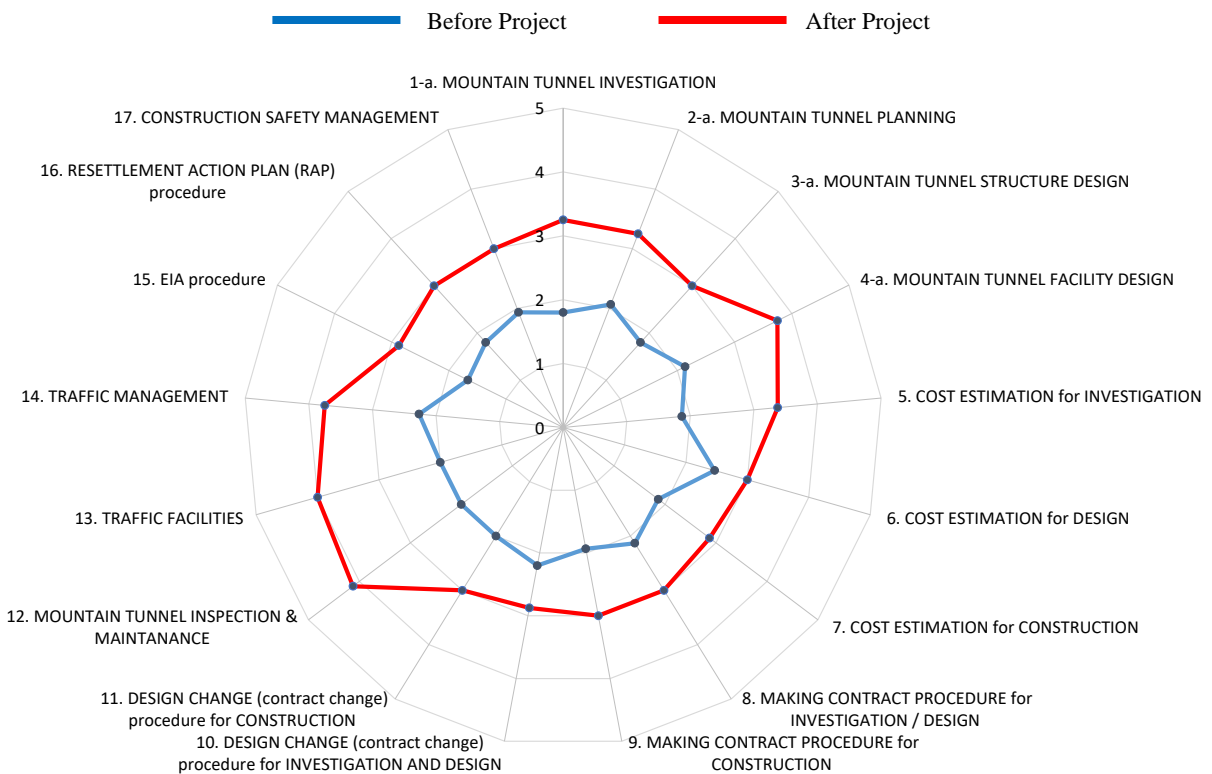 Before Project
After Project
1-a. MOUNTAIN TUNNEL INVESTIGATION
2-a. MOUNTAIN TUNNEL PLANNING
3-a. MOUNTAIN TUNNEL STRUCTURE DESIGN
4-a. MOUNTAIN TUNNEL FACILITY DESIGN
5. COST ESTIMATION for INVESTIGATION
6. COST ESTIMATION for DESIGN
7. COST ESTIMATION for CONSTRUCTION
8. MAKING CONTRACT PROCEDURE for
INVESTIGATION / DESIGN
9. MAKING CONTRACT PROCEDURE for
CONSTRUCTION
10. DESIGN CHANGE (contract change)
procedure for INVESTIGATION AND DESIGN
11. DESIGN CHANGE (contract change)
procedure for CONSTRUCTION
12. MOUNTAIN TUNNEL INSPECTION &
MAINTANANCE
13. TRAFFIC FACILITIES
14. TRAFFIC MANAGEMENT
15. EIA procedure
16. RESETTLEMENT ACTION PLAN (RAP)
procedure
17. CONSTRUCTION SAFETY MANAGEMENT
5
4
3
2
1
0